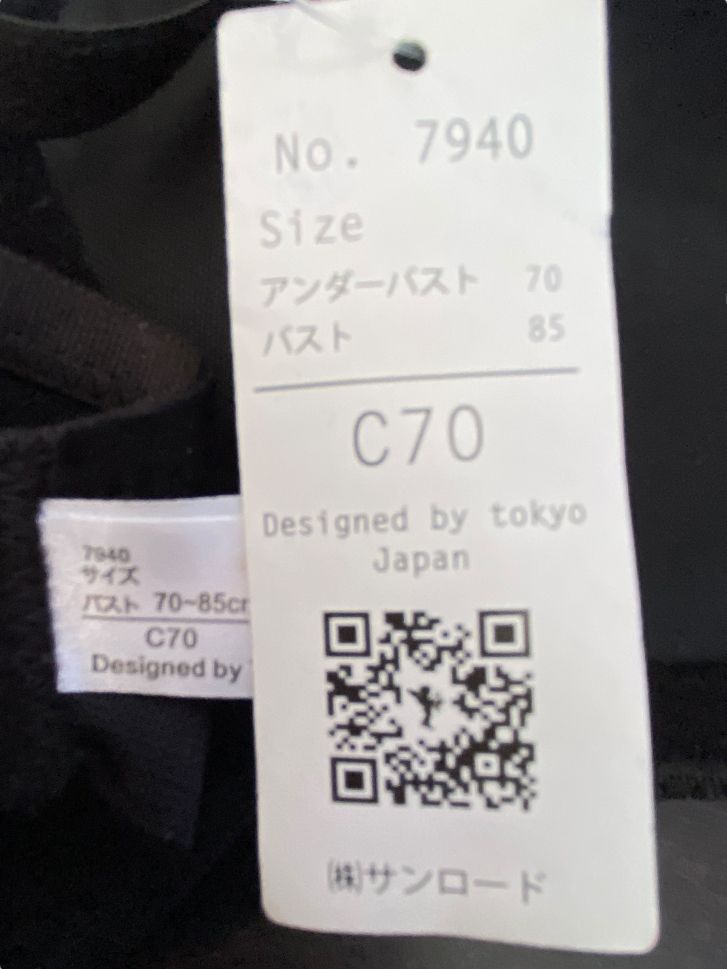 No. 7940
Size
アンダーバスト 70
バスト 85
C70
Designed by tokyo
Japan
㈱サンロード
7940
サイズ
バスト 70~85cm
C70
Designed by